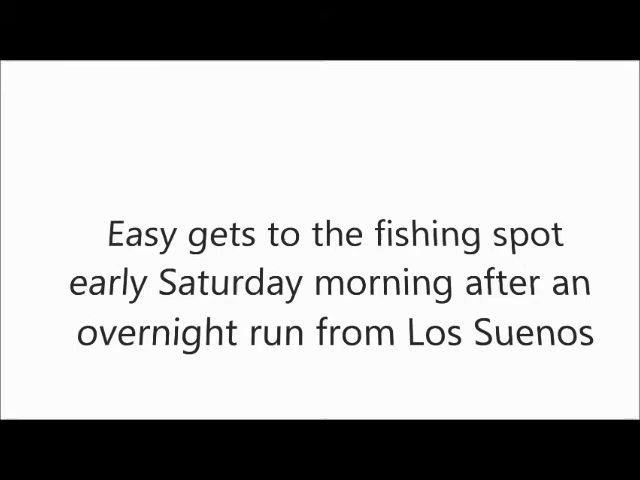 Easy gets to the fishing spot
early Saturday morning after an
overnight run from Los Suenos